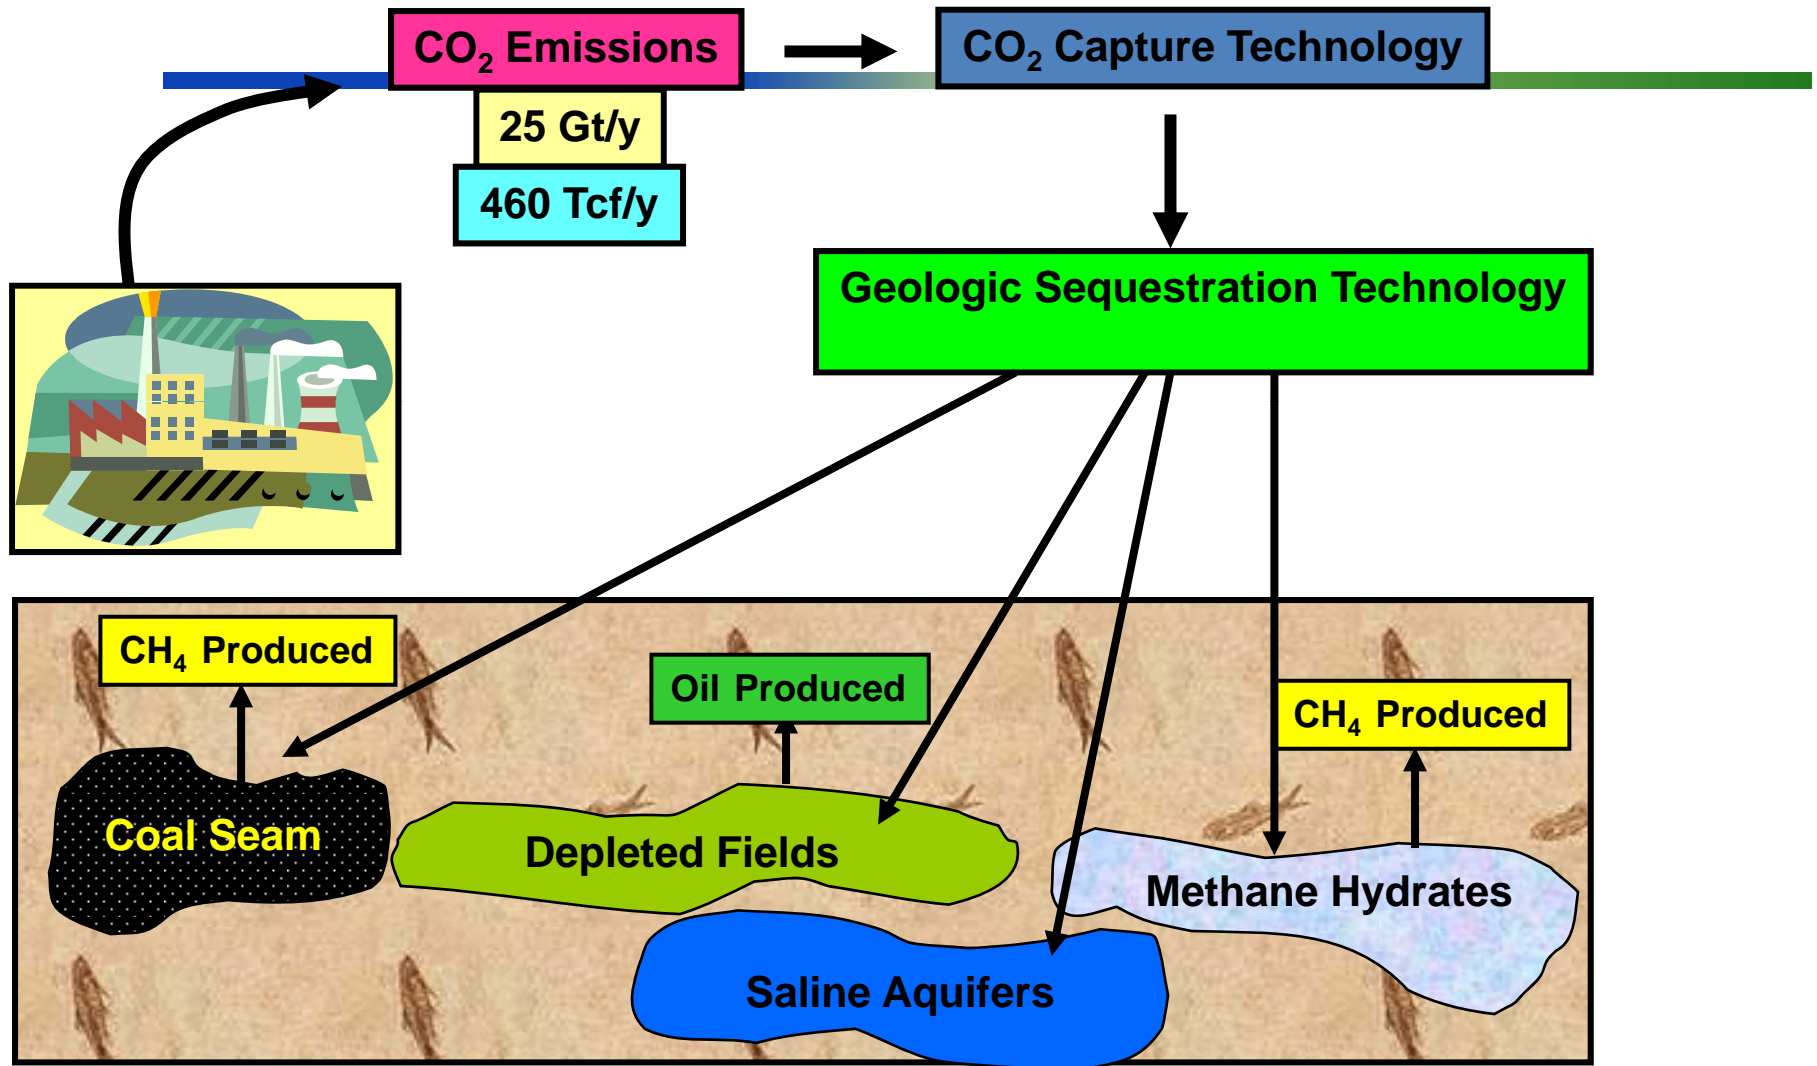 CO₂ Emissions
CO₂ Capture Technology
25 Gt/y
460 Tcf/y
Geologic Sequestration Technology
CH₄ Produced
Oil Produced
CH₄ Produced
Coal Seam
Depleted Fields
Methane Hydrates
Saline Aquifers